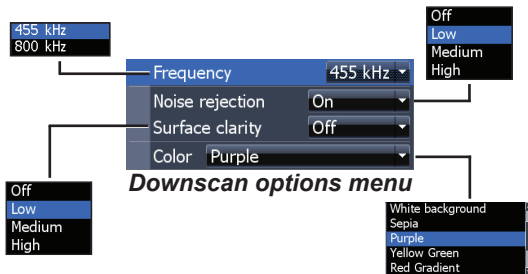 455 kHz
800 kHz
Off
Low
Medium
High
Frequency 455 kHz
Noise rejection On
Surface clarity Off
Color Purple
Downscan options menu
Off
Low
Medium
High
White background
Sepia
Purple
Yellow Green
Red Gradient